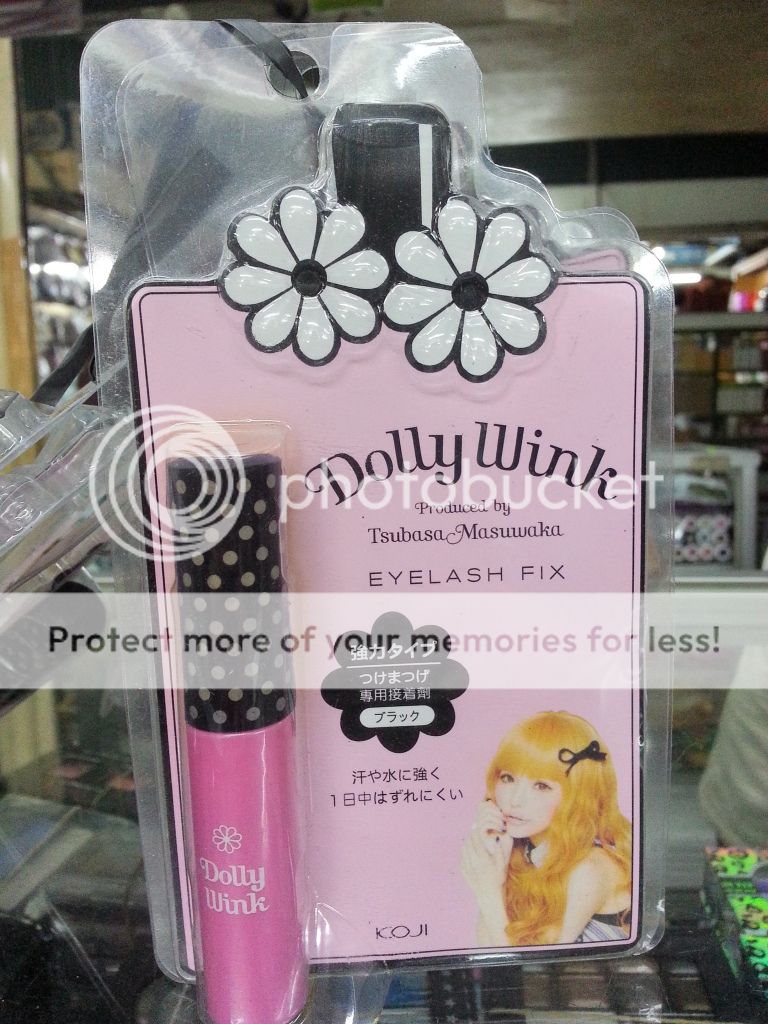 Dolly Wink
Produced by
Tsubasa Masuwaka
EYELASH FIX
photobucket
Protect more of your memories for less!
強力タイプ
つけまつげ
専用接着剤
ブラック
汗や水に強く
1日中はずれにくい
Dolly
Wink
KOJI